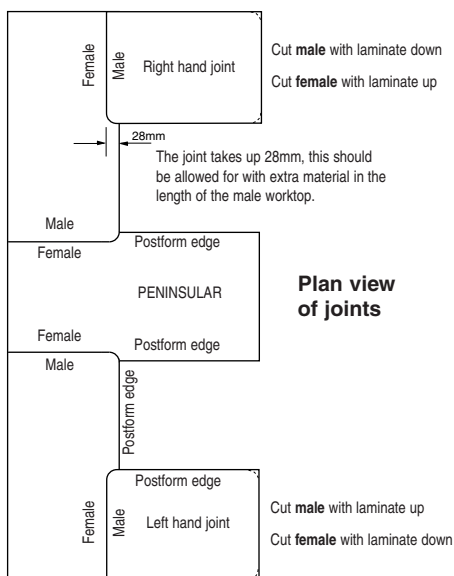 Female
Male
Right hand joint
Cut male with laminate down
Cut female with laminate up
28mm
The joint takes up 28mm, this should
be allowed for with extra material in the
length of the male worktop.
Male
Female
Postform edge
PENINSULAR
Plan view
of joints
Female
Male
Postform edge
Postform edge
Postform edge
Female
Male
Left hand joint
Cut male with laminate up
Cut female with laminate down